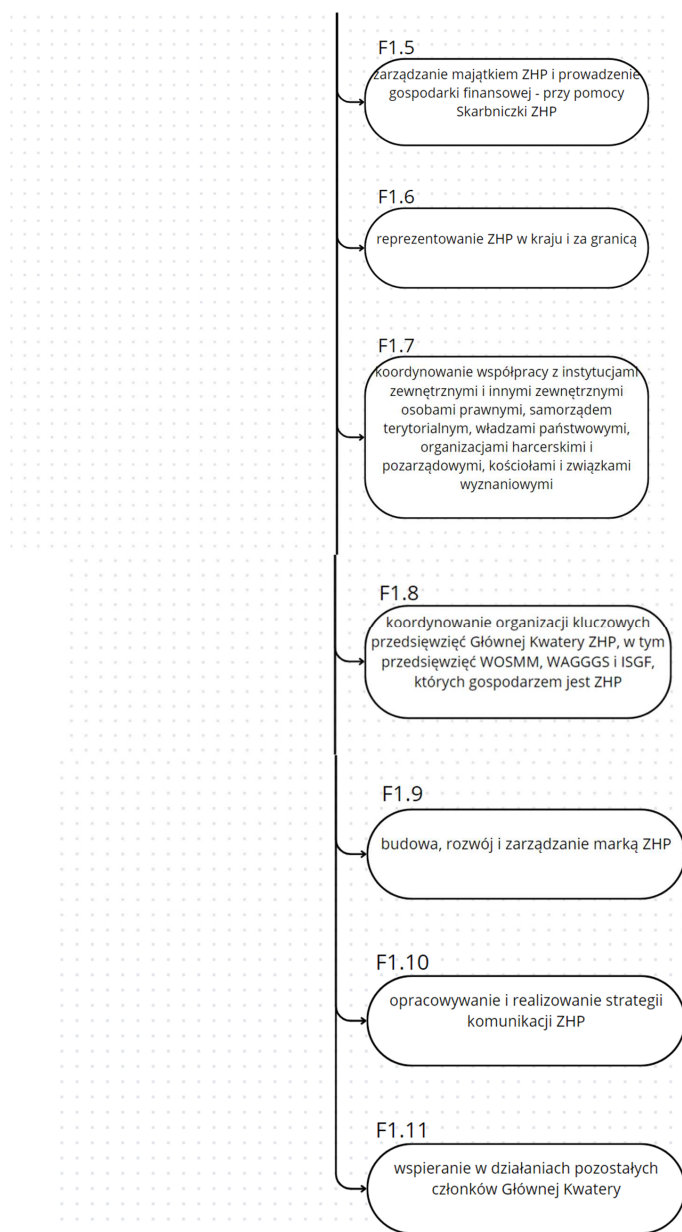 F1.5
zarządzanie majątkiem ZHP i prowadzenie
gospodarki finansowej - przy pomocy
Skarbniczki ZHP
F1.6
reprezentowanie ZHP w kraju i za granicą
F1.7
koordynowanie współpracy z instytucjami
zewnętrznymi i innymi zewnętrznymi
osobami prawnymi, samorządem
terytorialnym, władzami państwowymi,
organizacjami harcerskimi i
pozarządowymi, kościołami i związkami
wyznaniowymi
F1.8
koordynowanie organizacji kluczowych
przedsięwzięć Głównej Kwatery ZHP, w tym
przedsięwzięć WOSMM, WAGGGS i ISGF,
których gospodarzem jest ZHP
F1.9
budowa, rozwój i zarządzanie marką ZHP
F1.10
opracowywanie i realizowanie strategii
komunikacji ZHP
F1.11
wspieranie w działaniach pozostałych
członków Głównej Kwatery